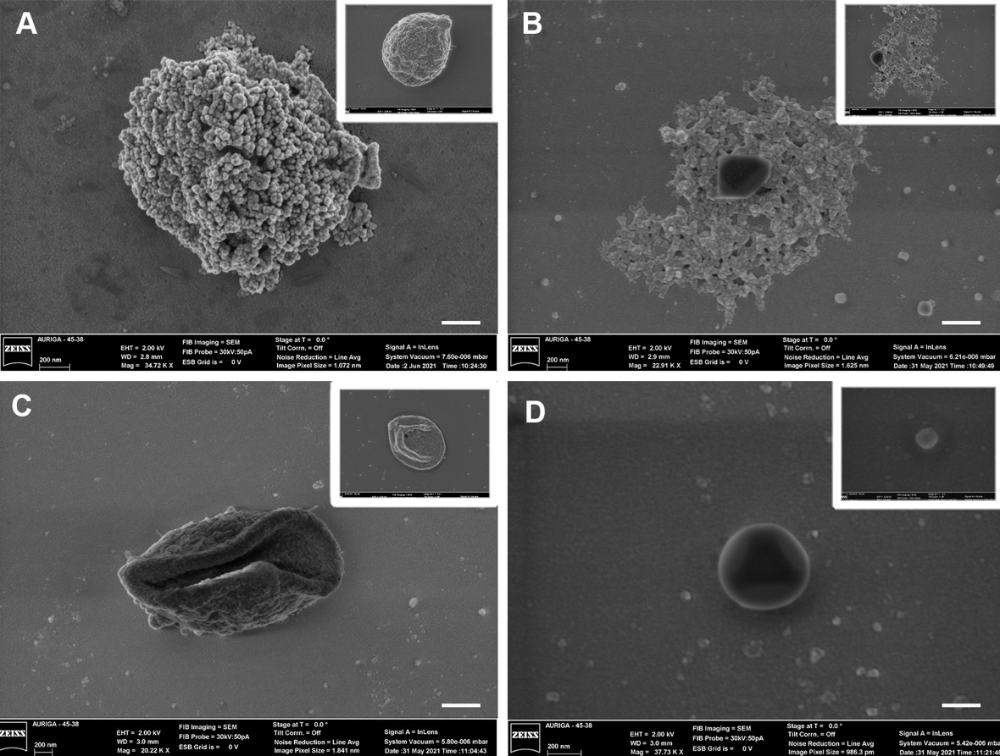 A
ZEISS
AURIGA - 45-38
200 nm
EHT = 2.00 kV
WD = 2.8 mm
Mag = 34.72 K X
FIB Imaging = SEM
FIB Probe = 30kV:50pA
ESB Grid is = 0 V
Stage at T = 0.0 °
Tilt Corrn. = Off
Noise Reduction = Line Avg
Image Pixel Size = 1.072 nm
Signal A = InLens
System Vacuum = 7.60e-006 mbar
Date :2 Jun 2021 Time :10:24:30
B
ZEISS
AURIGA - 45-38
200 nm
EHT = 2.00 kV
WD = 2.9 mm
Mag = 22.91 K X
FIB Imaging = SEM
FIB Probe = 30kV:50pA
ESB Grid is = 0 V
Stage at T = 0.0 °
Tilt Corrn. = Off
Noise Reduction = Line Avg
Image Pixel Size = 1.625 nm
Signal A = InLens
System Vacuum = 6.21e-006 mbar
Date :31 May 2021 Time :10:49:49
C
ZEISS
AURIGA - 45-38
200 nm
EHT = 2.00 kV
WD = 3.0 mm
Mag = 20.22 K X
FIB Imaging = SEM
FIB Probe = 30kV:50pA
ESB Grid is = 0 V
Stage at T = 0.0 °
Tilt Corrn. = Off
Noise Reduction = Line Avg
Image Pixel Size = 1.841 nm
Signal A = InLens
System Vacuum = 5.80e-006 mbar
Date :31 May 2021 Time :11:04:43
D
ZEISS
AURIGA - 45-38
200 nm
EHT = 2.00 kV
WD = 3.0 mm
Mag = 37.73 K X
FIB Imaging = SEM
FIB Probe = 30kV:50pA
ESB Grid is = 0 V
Stage at T = 0.0 °
Tilt Corrn. = Off
Noise Reduction = Line Avg
Image Pixel Size = 986.3 pm
Signal A = InLens
System Vacuum = 5.42e-006 mbar
Date :31 May 2021